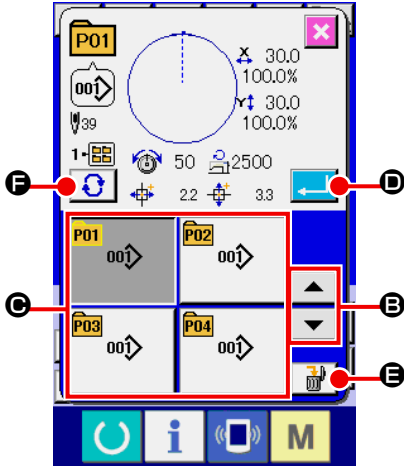 P01
X 30.0
100.0%
001
Y 30.0
39
100.0%
1
50 2500
F
D
2.2 3.3
P01 P02
001 001
B
C
P03 P04
001 001
E
i M